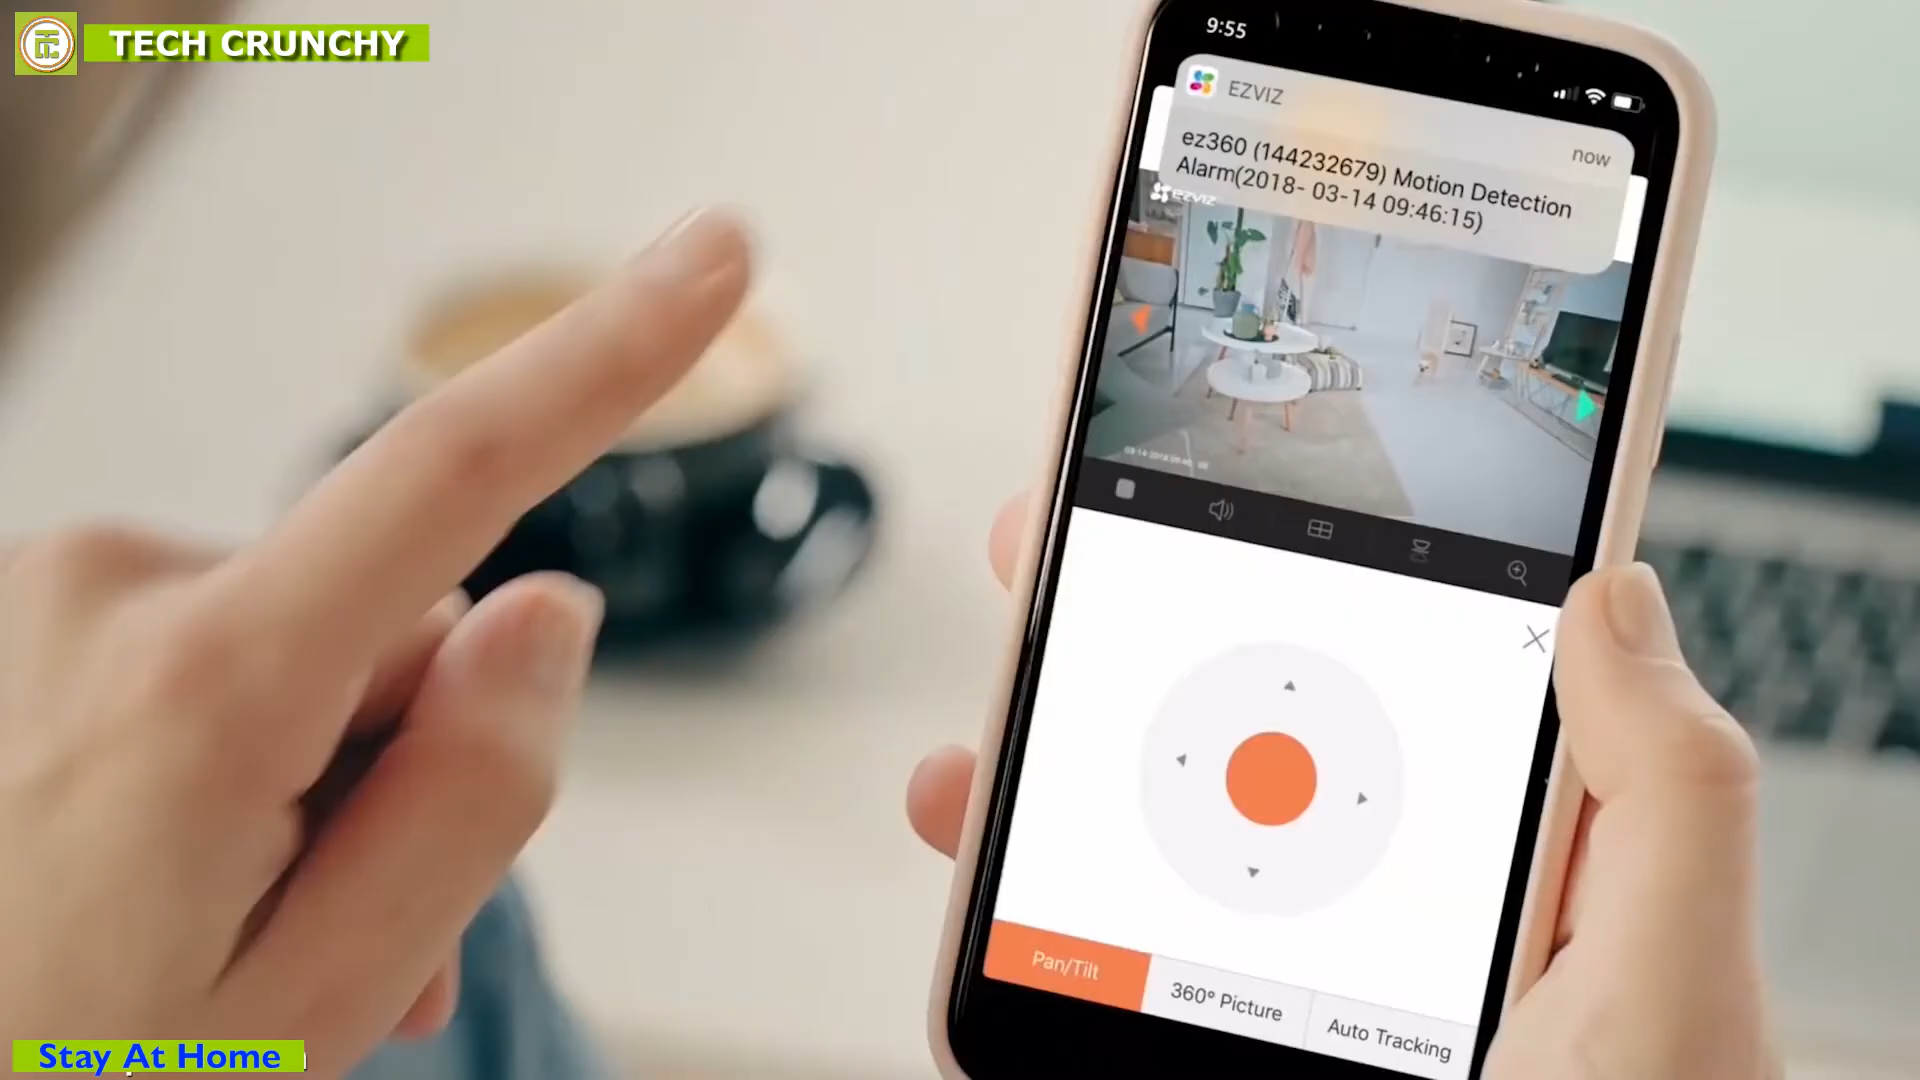 TECH CRUNCHY
9:55
EZVIZ
now
ez360 (144232679) Motion Detection
Alarm(2018- 03-14 09:46:15)
ezviz
Pan/Tilt
360° Picture
Auto Tracking
Stay At Home